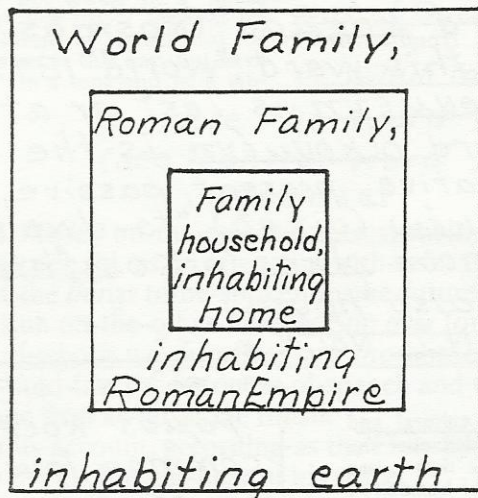 World Family,
Roman Family,
Family
household,
inhabiting
home
inhabiting
RomanEmpire
inhabiting earth